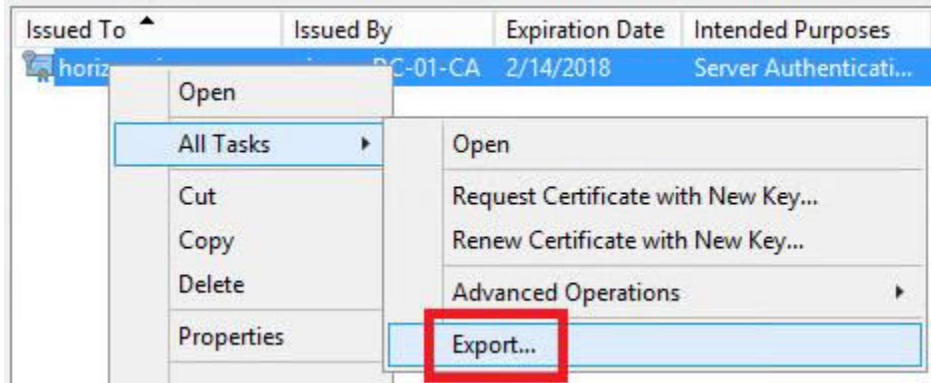 Issued To Issued By Expiration Date Intended Purposes
horiz C-01-CA 2/14/2018 Server Authenticati...
Open
All Tasks
Cut
Copy
Delete
Properties
Open
Request Certificate with New Key...
Renew Certificate with New Key...
Advanced Operations
Export...